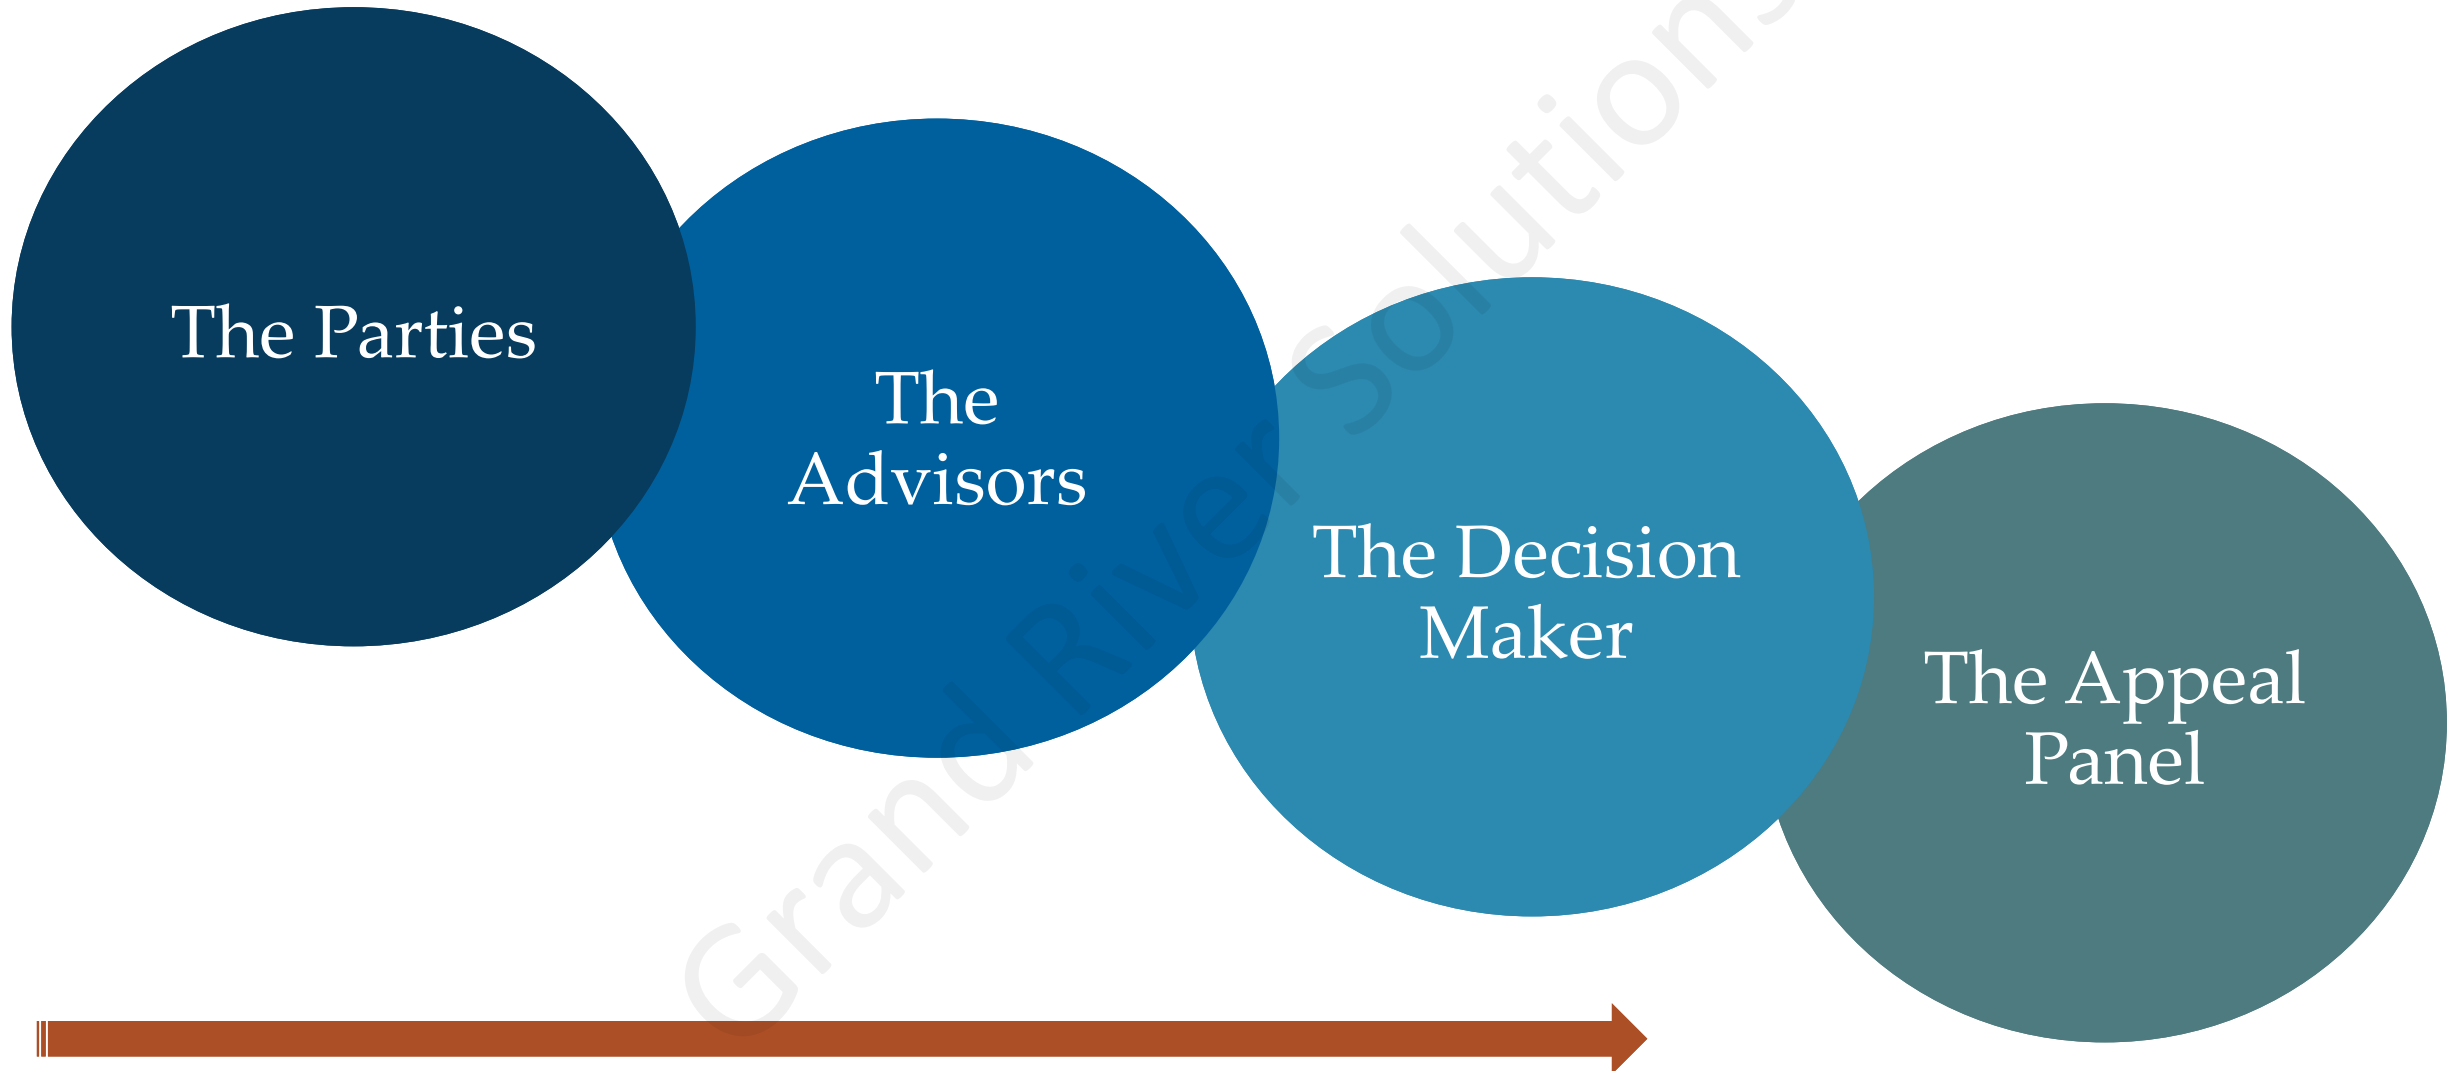 The Parties
The
Advisors
The Decision
Maker
The Appeal
Panel
Grand River Solutions